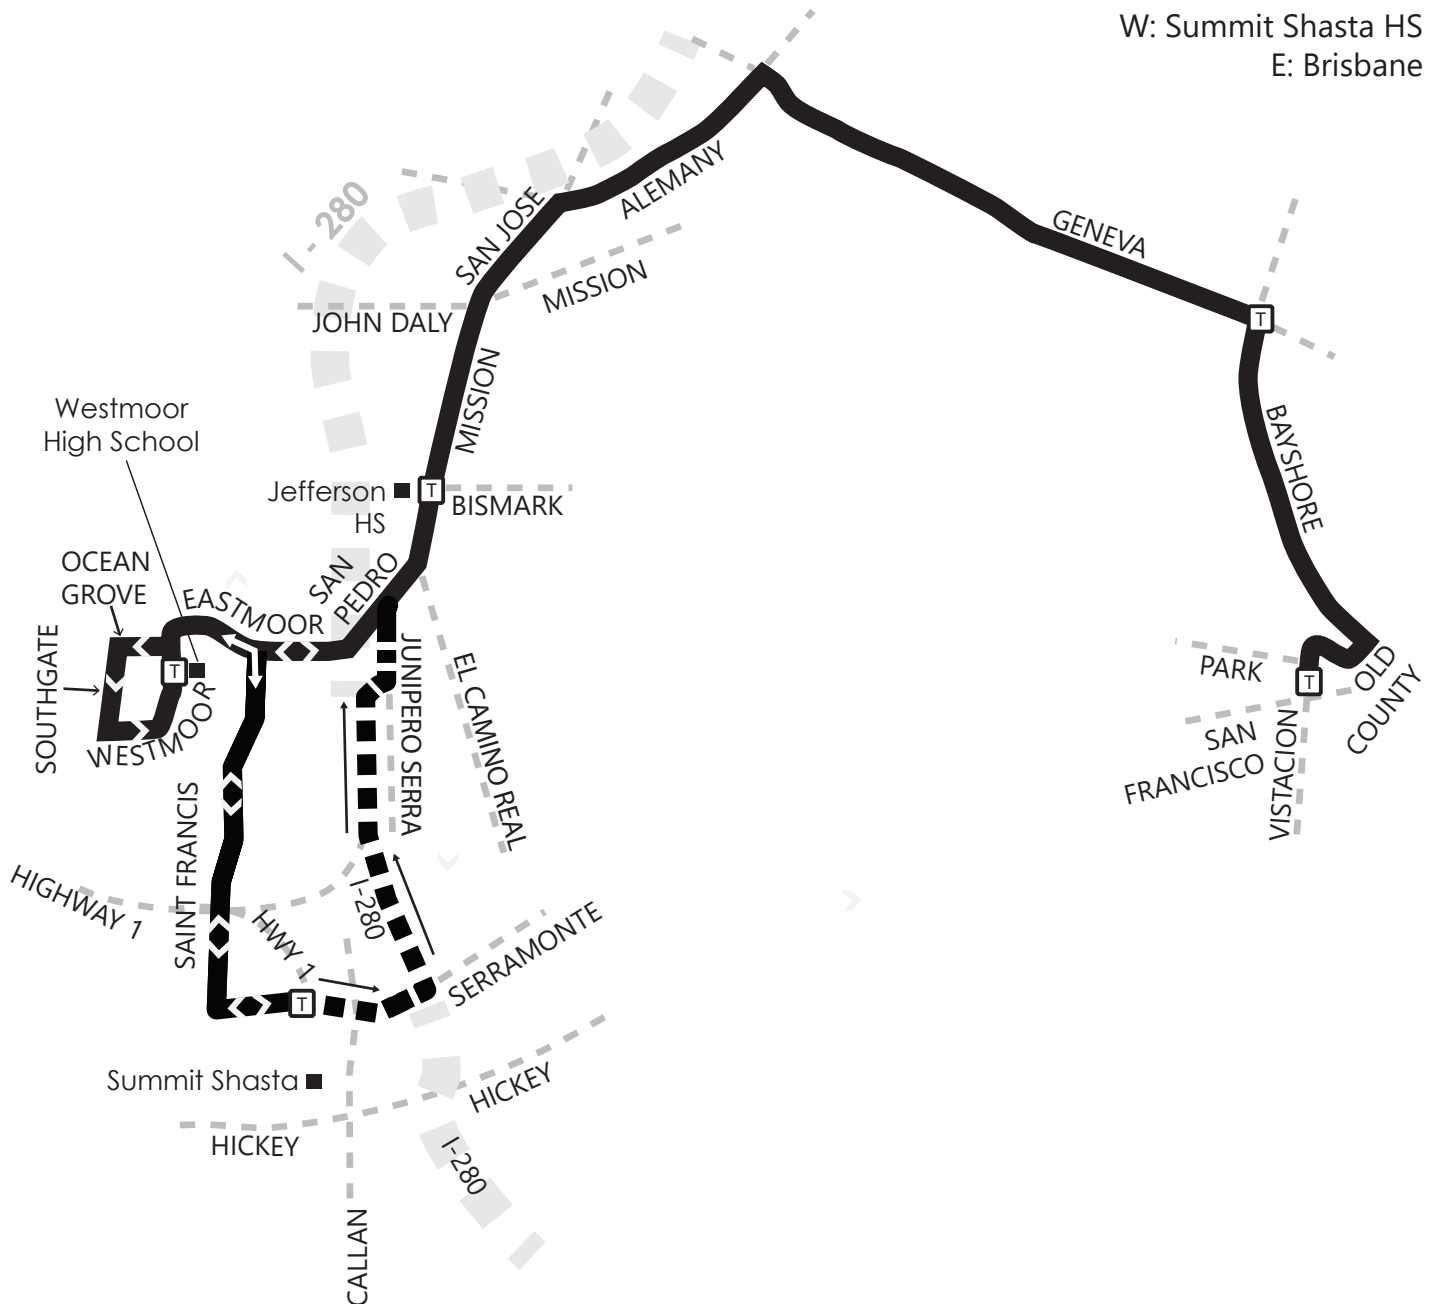 W: Summit Shasta HS
E: Brisbane
I - 280
SAN JOSE
ALEMANY
GENEVA
MISSION
JOHN DALY
MISSION
Westmoor
High School
BAYSHORE
T
Jefferson
HS
T
BISMARK
OCEAN
GROVE
EASTMOOR
SAN
PEDRO
SOUTHGATE
T
WESTMOOR
JUNIPERO SERRA
EL CAMINO REAL
PARK
T
OLD
COUNTY
SAN
FRANCISCO
VISTACION
SAINT FRANCIS
HIGHWAY 1
HWY 1
I-280
SERRAMONTE
T
Summit Shasta
HICKEY
HICKEY
I-280
CALLAN